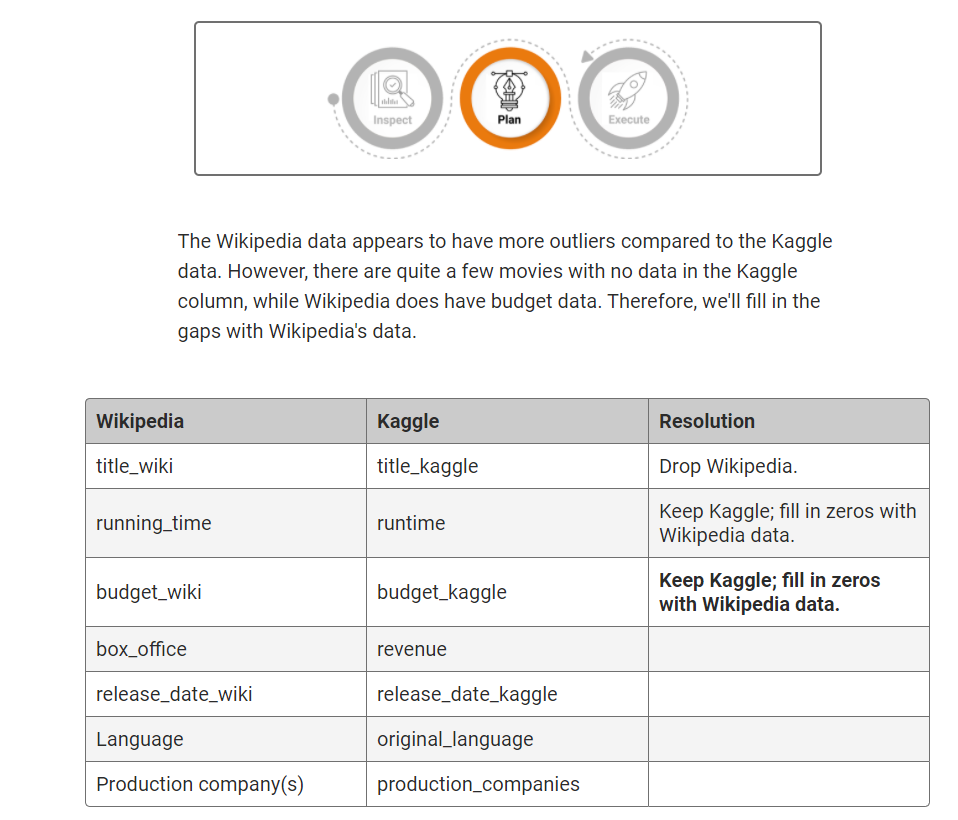 Inspect
Plan
Execute
The Wikipedia data appears to have more outliers compared to the Kaggle
data. However, there are quite a few movies with no data in the Kaggle
column, while Wikipedia does have budget data. Therefore, we'll fill in the
gaps with Wikipedia's data.
Wikipedia Kaggle Resolution
title_wiki title_kaggle Drop Wikipedia.
running_time runtime Keep Kaggle; fill in zeros with
Wikipedia data.
budget_wiki budget_kaggle Keep Kaggle; fill in zeros
with Wikipedia data.
box_office revenue
release_date_wiki release_date_kaggle
Language original_language
Production company(s) production_companies